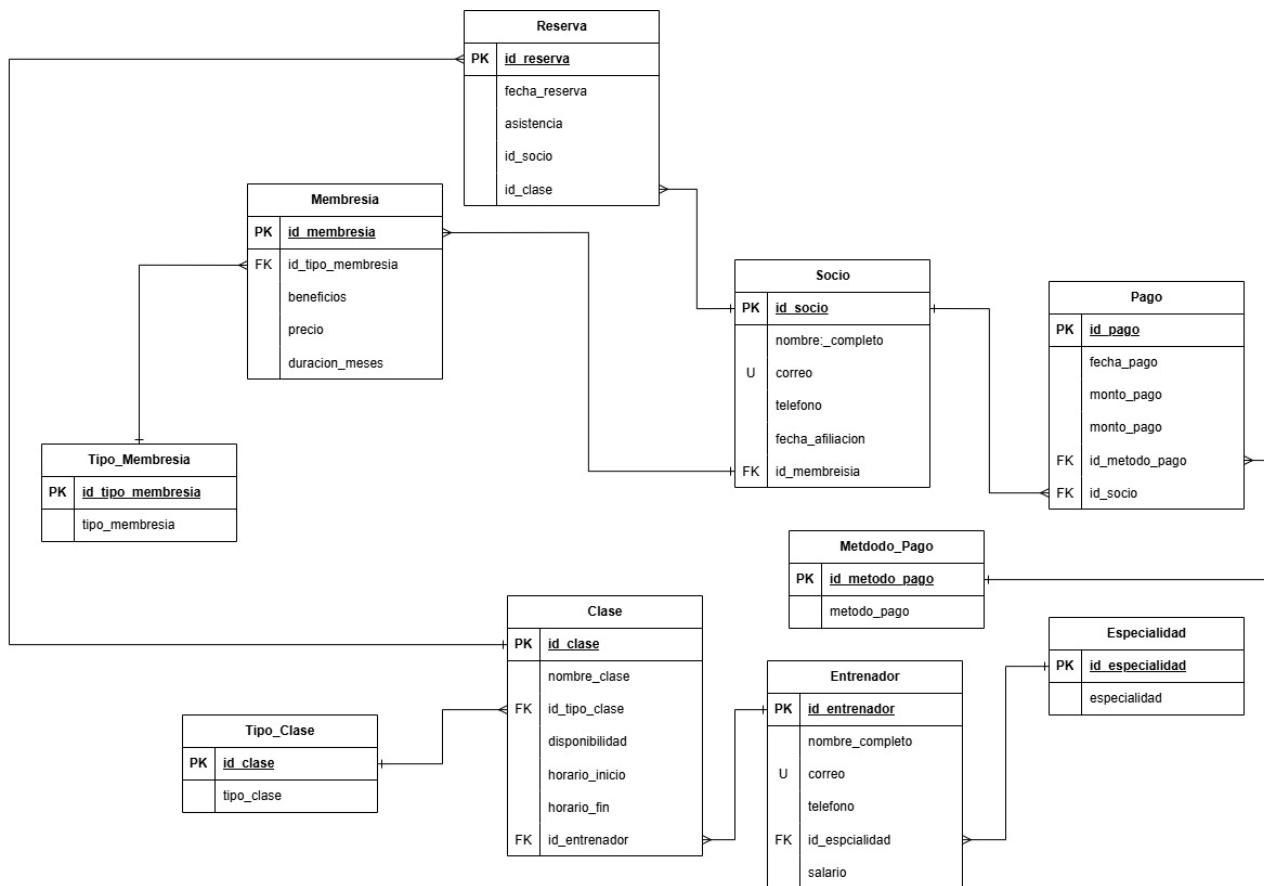 Reserva
PK id_reserva
fecha_reserva
asistencia
id_socio
id_clase
Membresia
PK id_membresia
FK id_tipo_membresia
beneficios
precio
duracion_meses
Socio
PK id_socio
nombre:_completo
U correo
telefono
fecha_afiliacion
FK id_membreisia
Pago
PK id_pago
fecha_pago
monto_pago
monto_pago
FK id_metodo_pago
FK id_socio
Tipo_Membresia
PK id_tipo_membresia
tipo_membresia
Metdodo_Pago
PK id_metodo_pago
metodo_pago
Clase
PK id_clase
nombre_clase
FK id_tipo_clase
disponibilidad
horario_inicio
horario_fin
FK id_entrenador
Especialidad
PK id_especialidad
especialidad
Entrenador
PK id_entrenador
nombre_completo
U correo
telefono
FK id_espcialidad
salario
Tipo_Clase
PK id_clase
tipo_clase